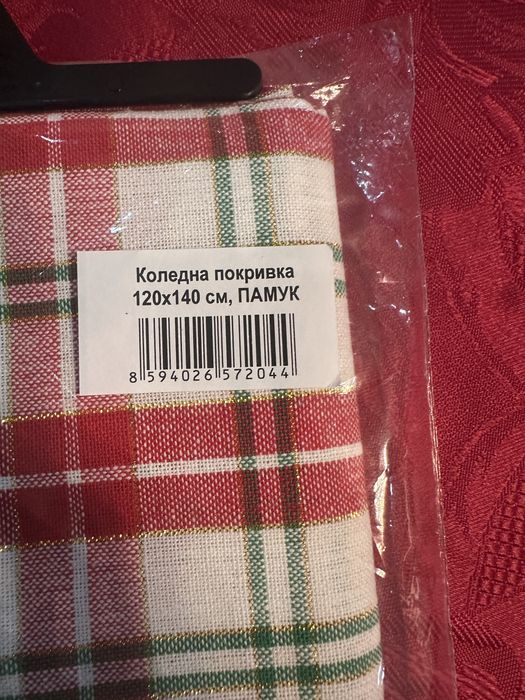 Коледна покривка
120x140 см, ПАМУК
8 594026 572044